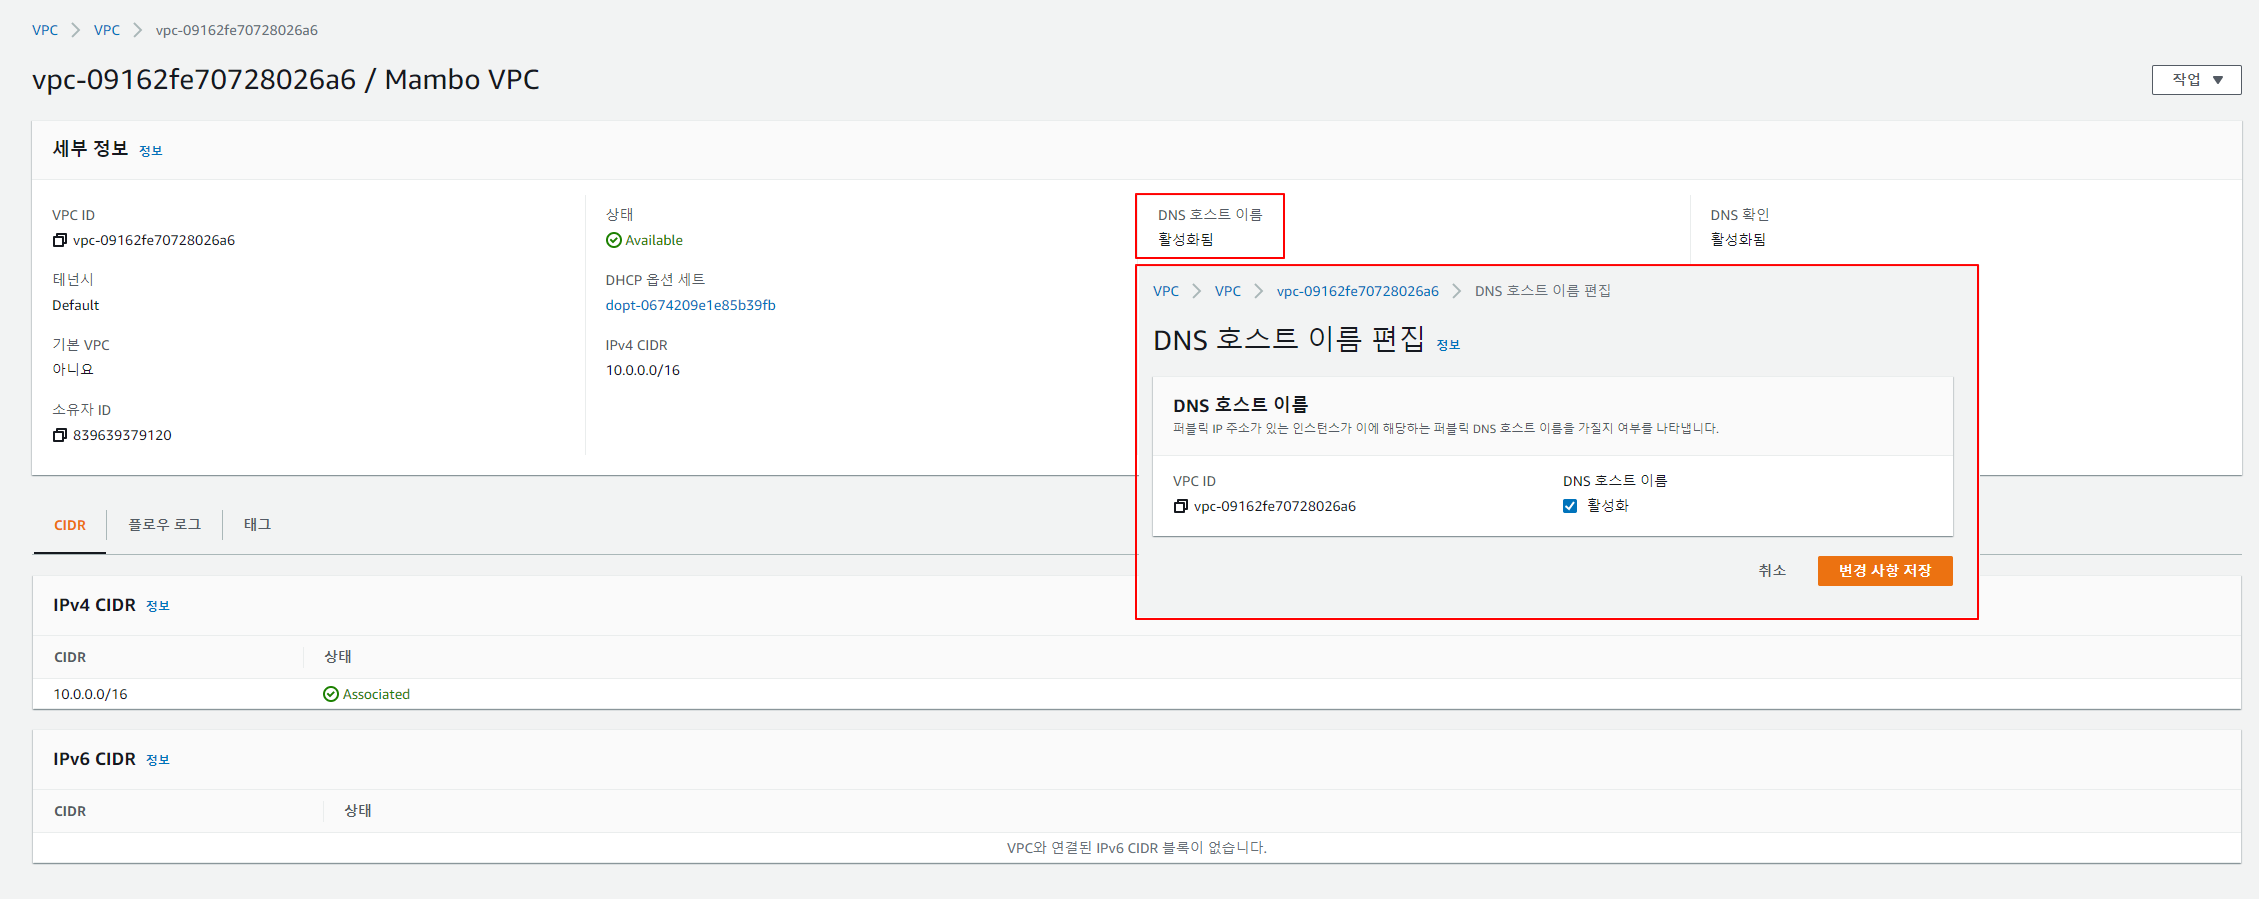 VPC > VPC > vpc-09162fe70728026a6
vpc-09162fe70728026a6 / Mambo VPC
작업
세부 정보 정보
VPC ID
vpc-09162fe70728026a6
테넌시
Default
기본 VPC
아니요
소유자 ID
839639379120
상태
Available
DHCP 옵션 세트
dopt-0674209e1e85b39fb
IPv4 CIDR
10.0.0.0/16
DNS 호스트 이름
활성화됨
DNS 확인
활성화됨
VPC > VPC > vpc-09162fe70728026a6 > DNS 호스트 이름 편집
DNS 호스트 이름 편집 정보
DNS 호스트 이름
퍼블릭 IP 주소가 있는 인스턴스가 이에 해당하는 퍼블릭 DNS 호스트 이름을 가질지 여부를 나타냅니다.
VPC ID
vpc-09162fe70728026a6
DNS 호스트 이름
활성화
취소
변경 사항 저장
CIDR
플로우 로그
태그
IPv4 CIDR 정보
CIDR 상태
10.0.0.0/16 Associated
IPv6 CIDR 정보
CIDR 상태
VPC와 연결된 IPv6 CIDR 블록이 없습니다.